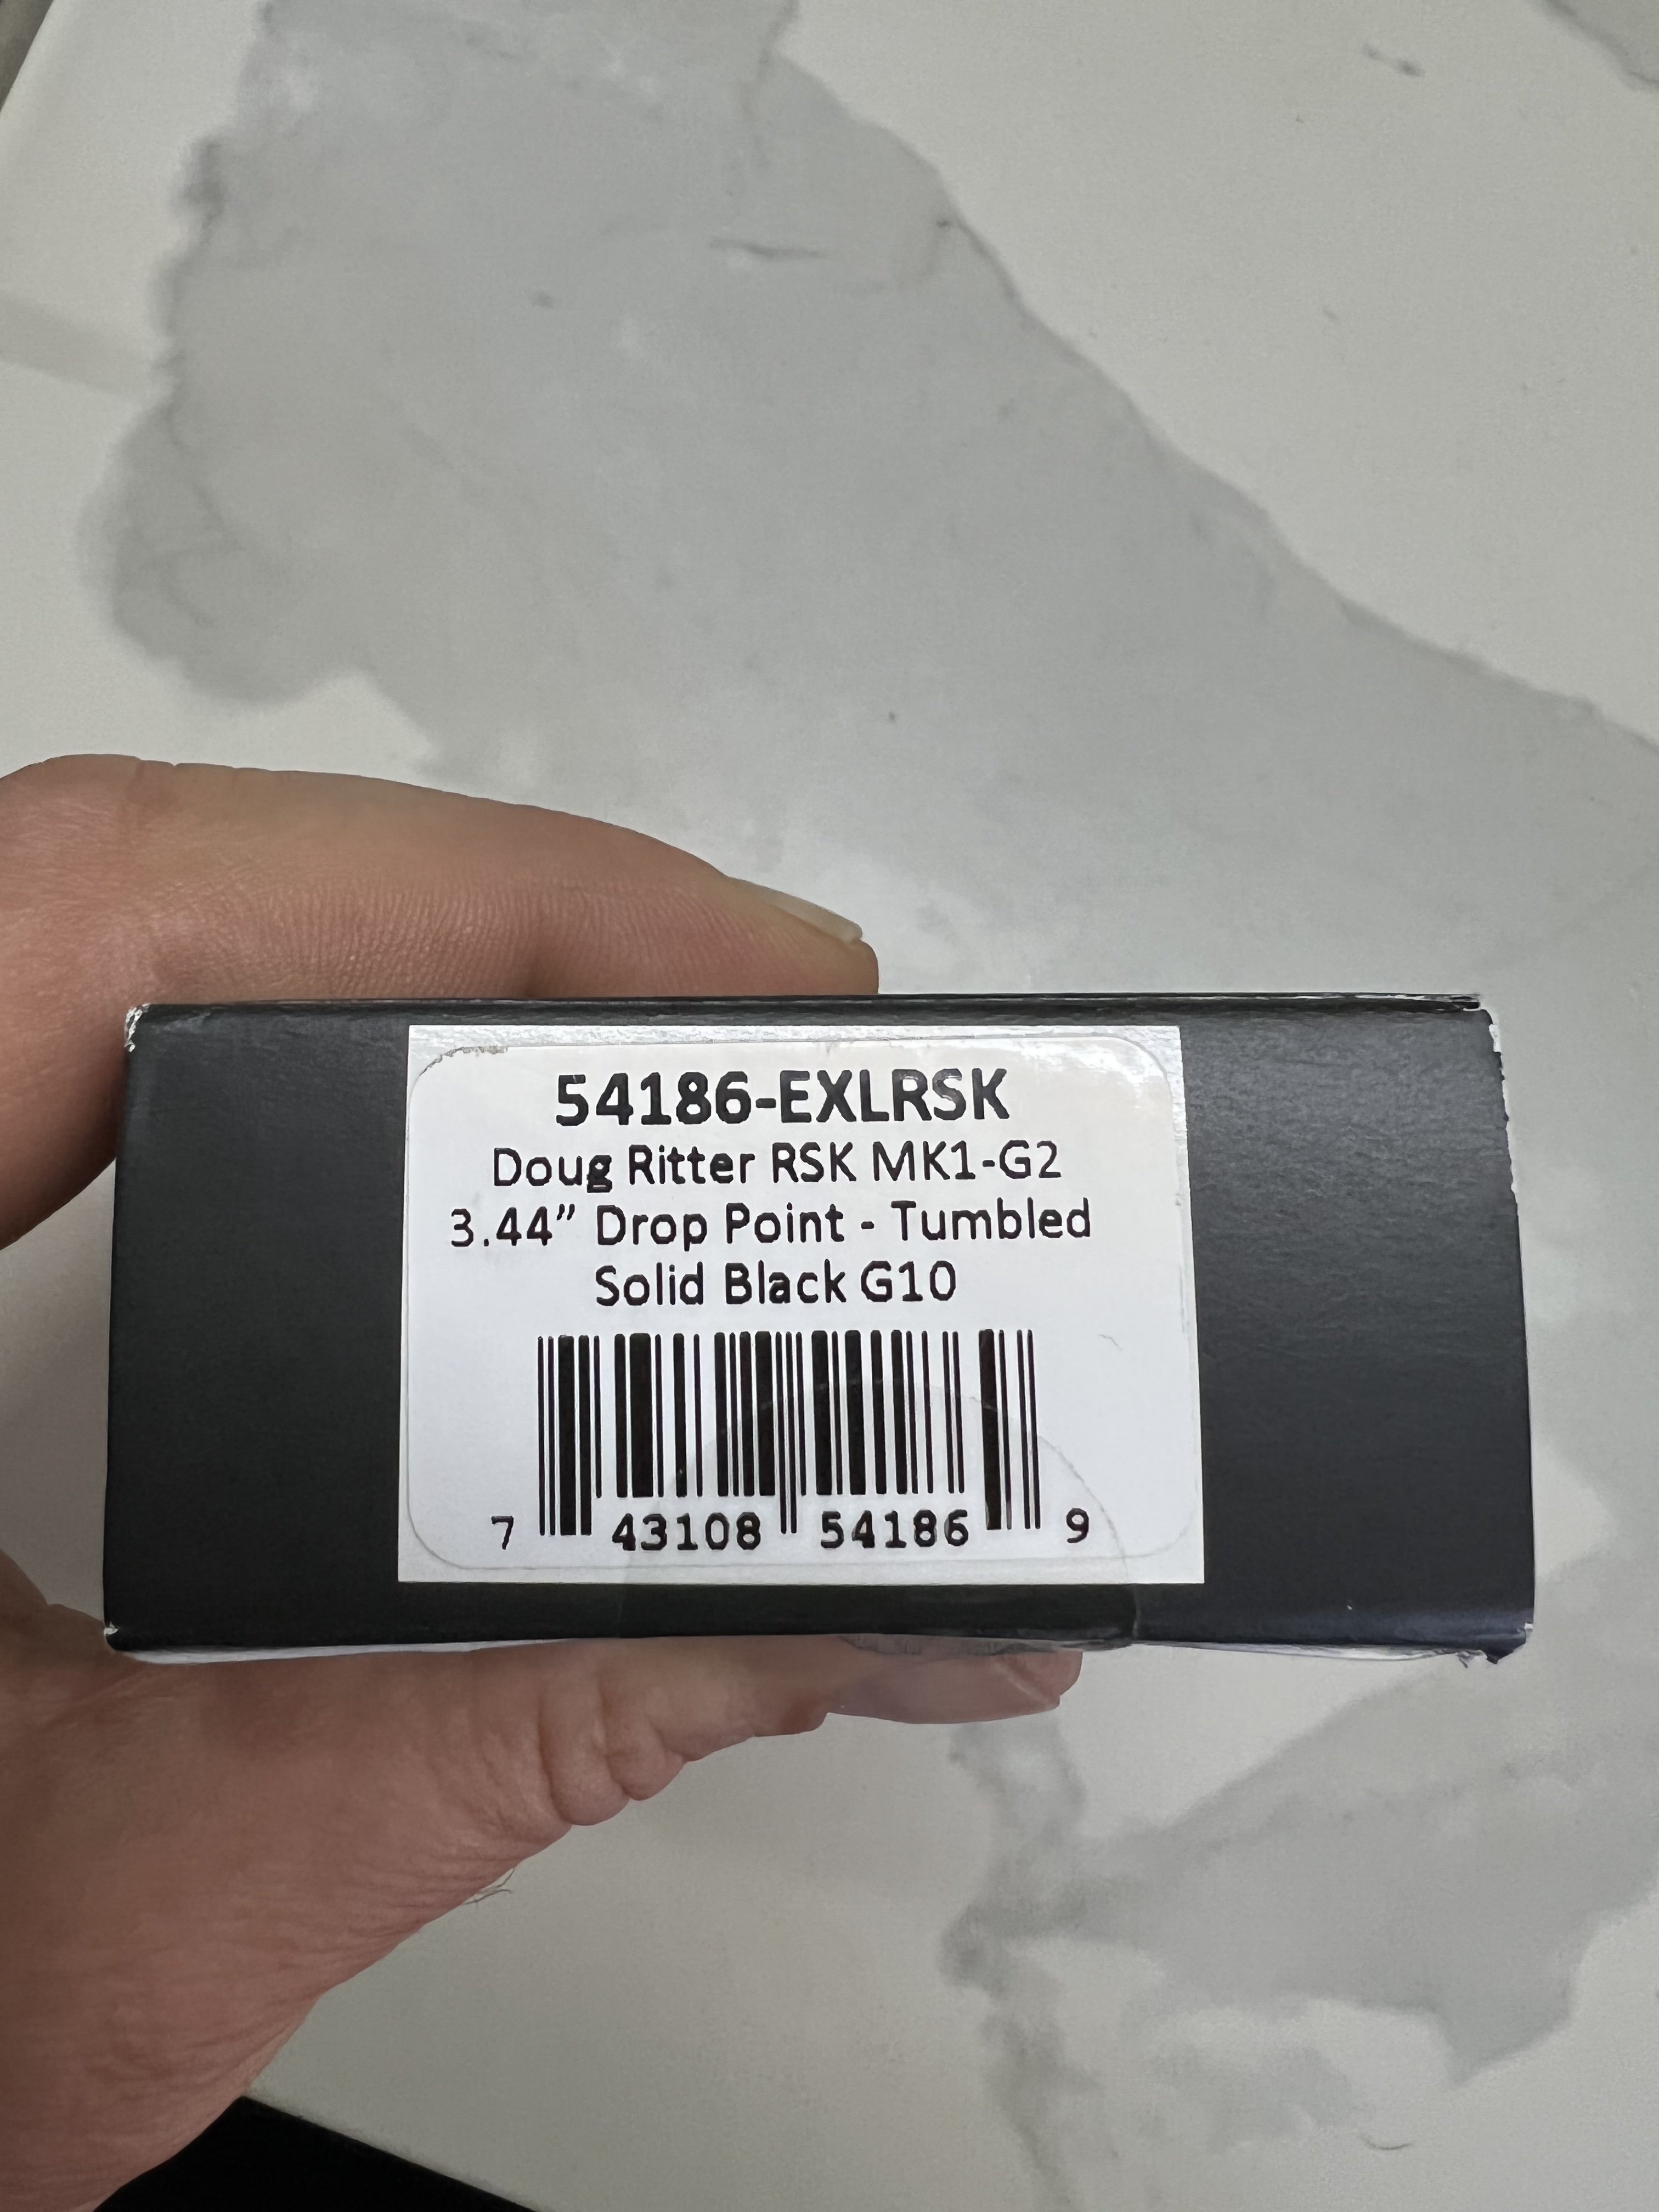 54186-EXLRSK
Doug Ritter RSK MK1-G2
3.44” Drop Point - Tumbled
Solid Black G10
7 43108 54186 9